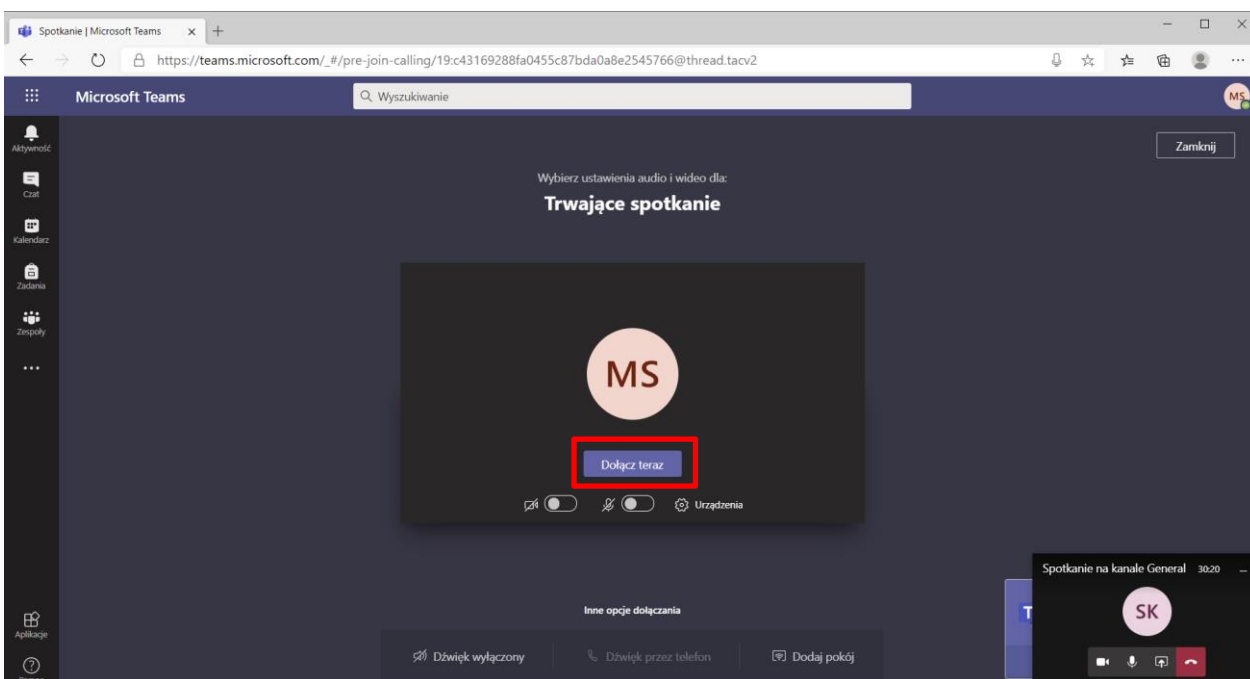 Spotkanie | Microsoft Teams
https://teams.microsoft.com/_#/pre-join-calling/19:c43169288fa0455c87bda0a8e2545766@thread.tacv2
Microsoft Teams
Wyszukiwanie
MS
Aktywność
Czat
Kalendarz
Zadania
Zespoły
Aplikacje
Zamknij
Wybierz ustawienia audio i wideo dla:
Trwające spotkanie
MS
Dołącz teraz
Urządzenia
Inne opcje dołączania
Dźwięk wyłączony
Dźwięk przez telefon
Dodaj pokój
Spotkanie na kanale General 30:20
SK